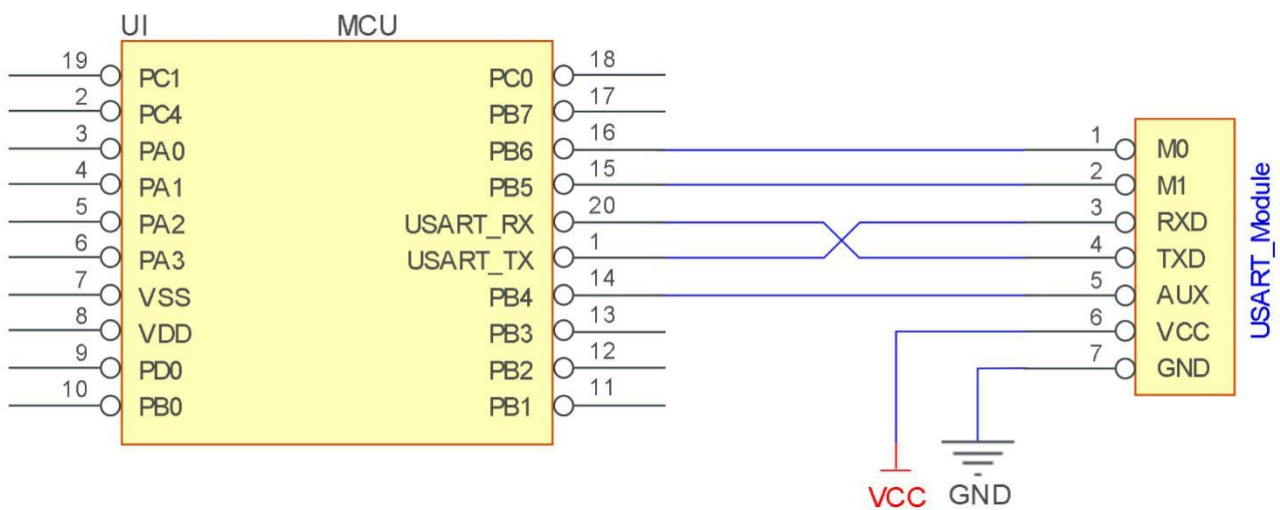 UI MCU
19 PC1 PC0 18
2 PC4 PB7 17
3 PA0 PB6 16 1 M0
4 PA1 PB5 15 2 M1
5 PA2 USART_RX 20 3 RXD
6 PA3 USART_TX 1 4 TXD
7 VSS PB4 14 5 AUX
8 VDD PB3 13 6 VCC
9 PD0 PB2 12 7 GND
10 PB0 PB1 11
USART_Module
VCC GND